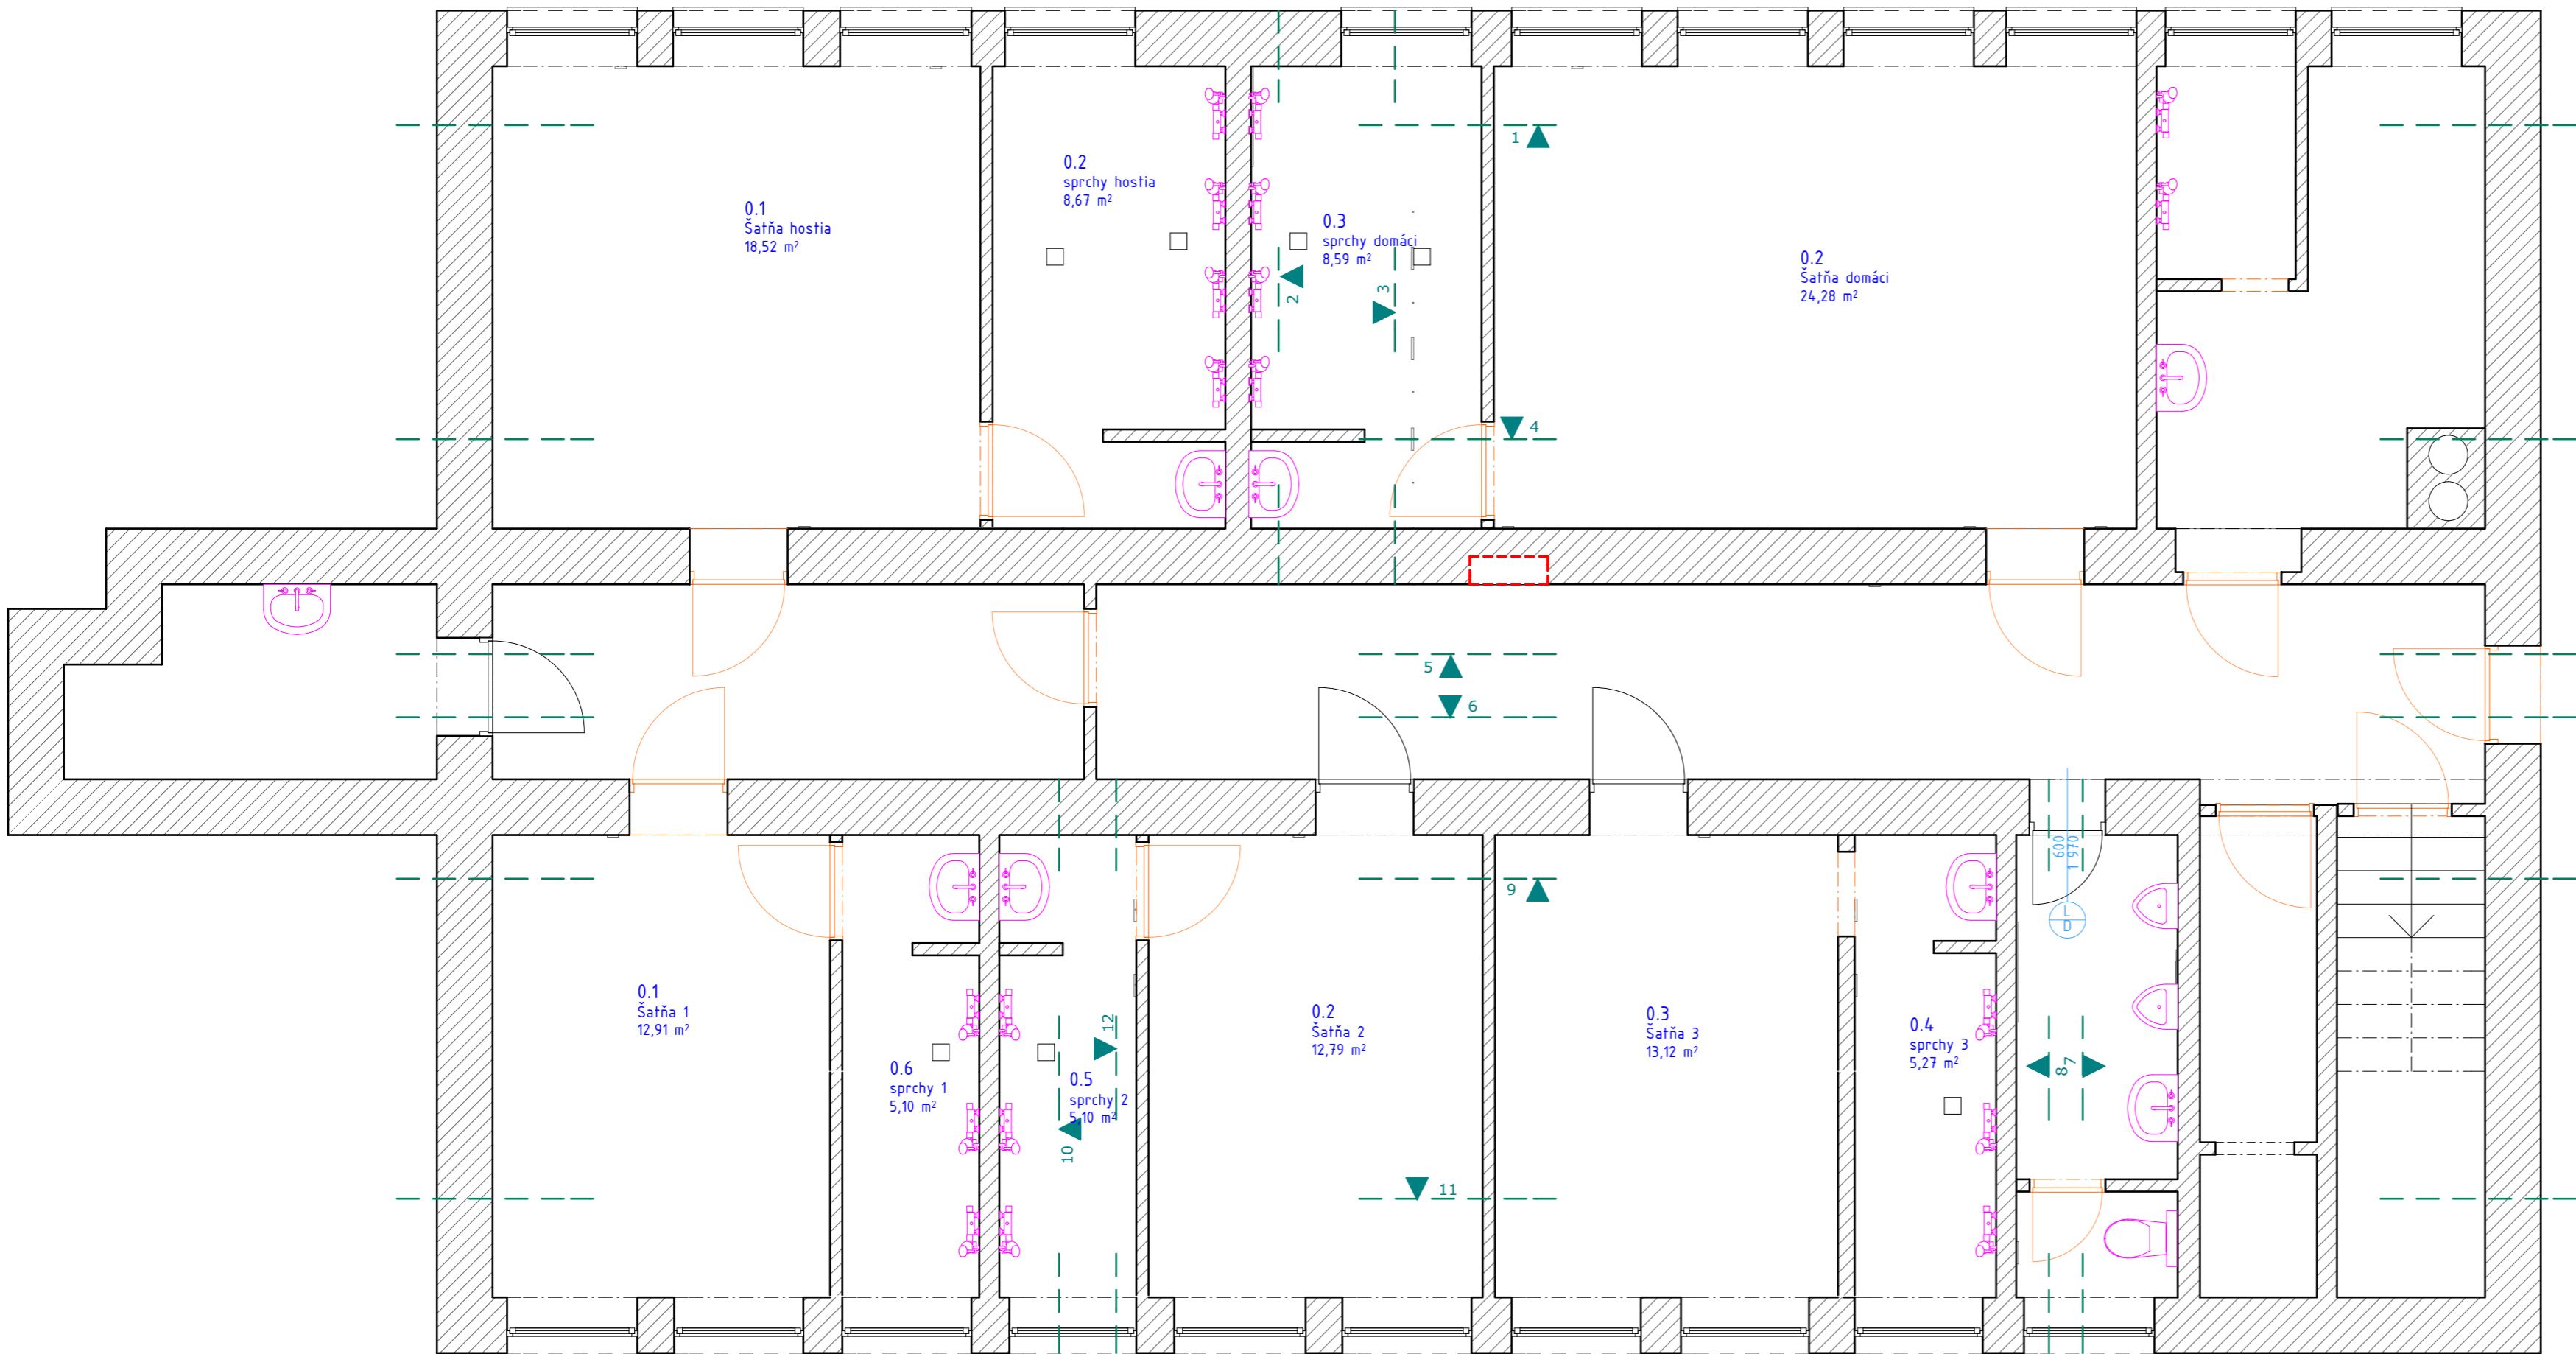 1
0.2
sprchy hostia
8,67 m²
0.1
Šatňa hostia
18,52 m²
0.3
sprchy domáci
8,59 m²
0.2
Šatňa domáci
24,28 m²
2
3
4
5
6
600
1 970
L
D
9
0.1
Šatňa 1
12,91 m²
0.2
Šatňa 2
12,79 m²
0.3
Šatňa 3
13,12 m²
0.4
sprchy 3
5,27 m²
12
0.6
sprchy 1
5,10 m²
0.5
sprchy 2
5,10 m²
8
7
10
11